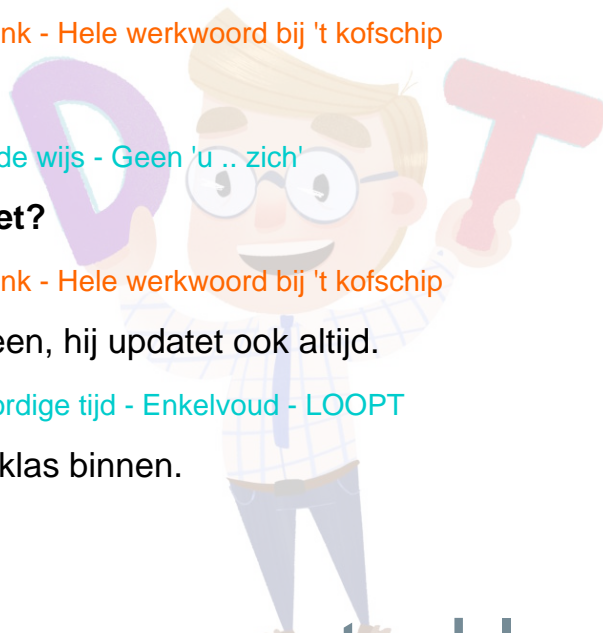 nk - Hele werkwoord bij 't kofschip
de wijs - Geen 'u .. zich'
et?
nk - Hele werkwoord bij 't kofschip
een, hij updatet ook altijd.
ordige tijd - Enkelvoud - LOOPT
klas binnen.